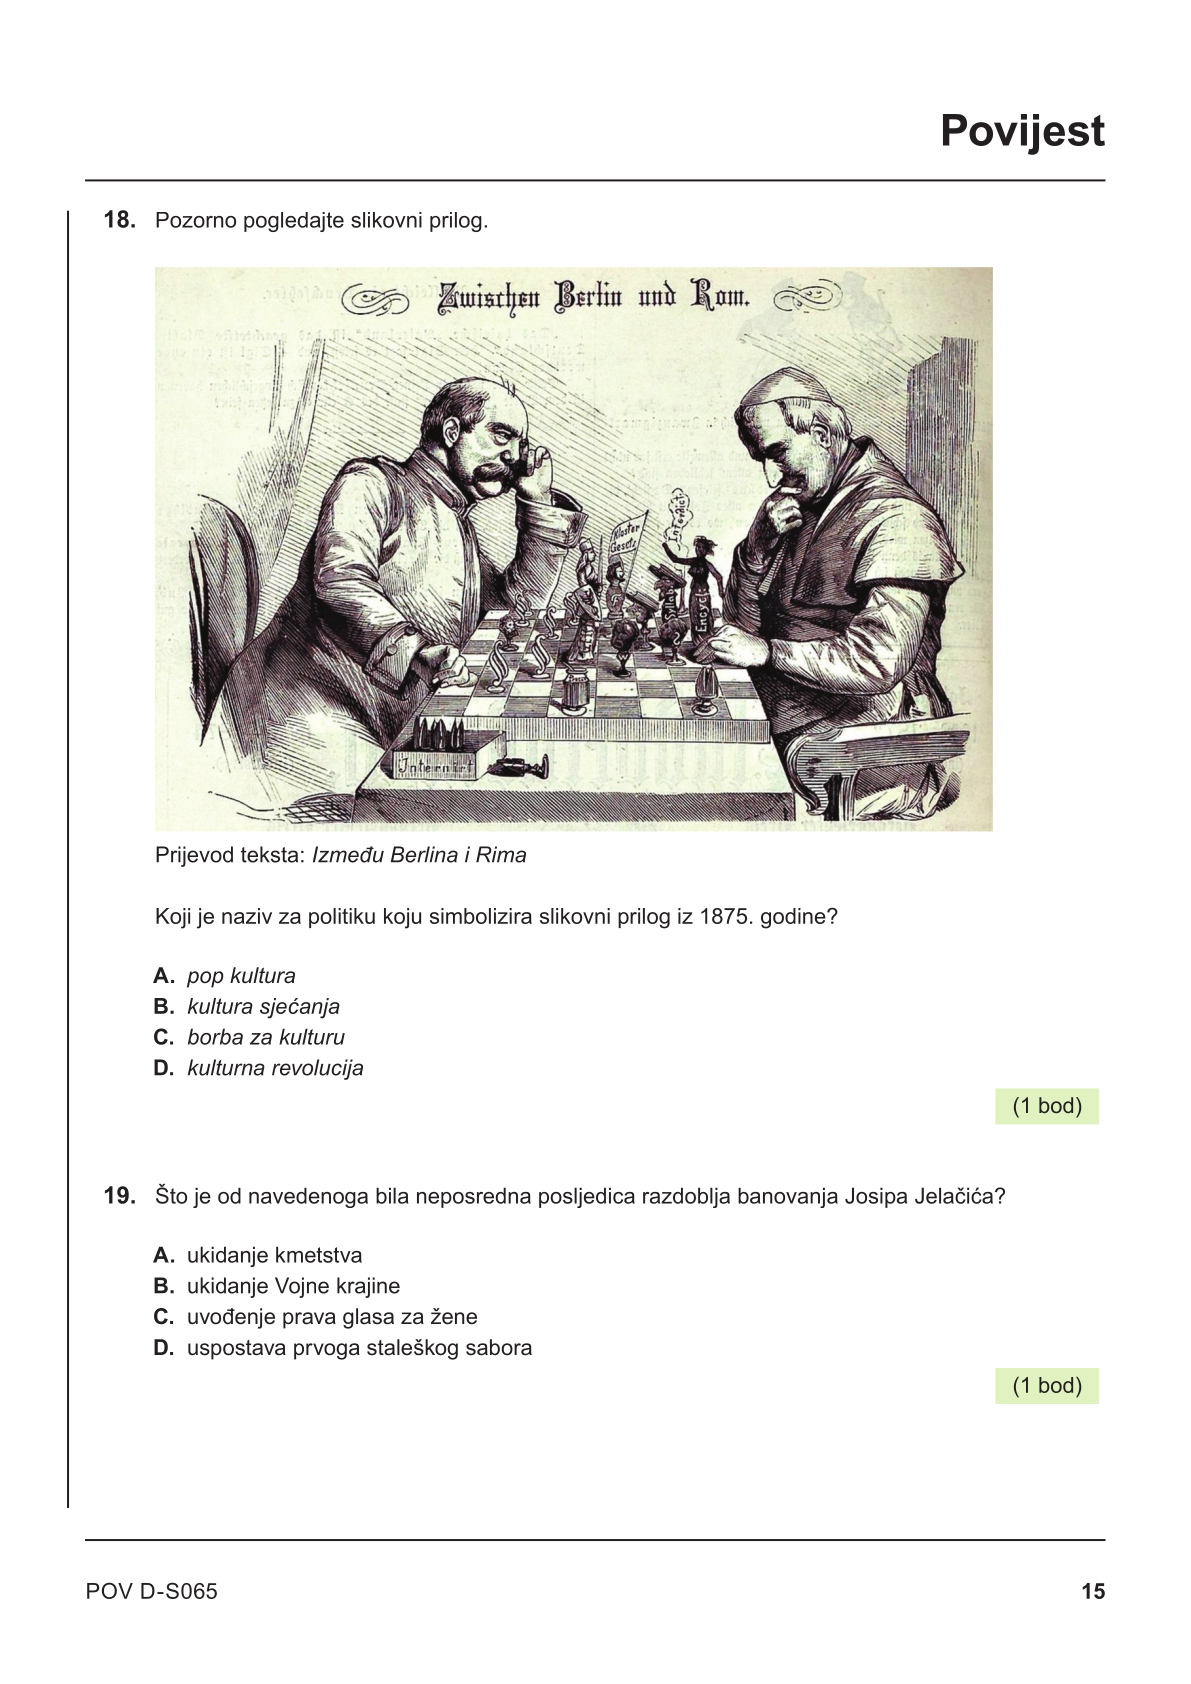 Povijest
18. Pozorno pogledajte slikovni prilog.
Zwischen Berlin und Rom.
Kloster
Gesetz
Interdict
Syllab
Encycl
Internirt
Prijevod teksta: Između Berlina i Rima
Koji je naziv za politiku koju simbolizira slikovni prilog iz 1875. godine?
A. pop kultura
B. kultura sjećanja
C. borba za kulturu
D. kulturna revolucija
(1 bod)
19. Što je od navedenoga bila neposredna posljedica razdoblja banovanja Josipa Jelačića?
A. ukidanje kmetstva
B. ukidanje Vojne krajine
C. uvođenje prava glasa za žene
D. uspostava prvoga staleškog sabora
(1 bod)
POV D-S065
15